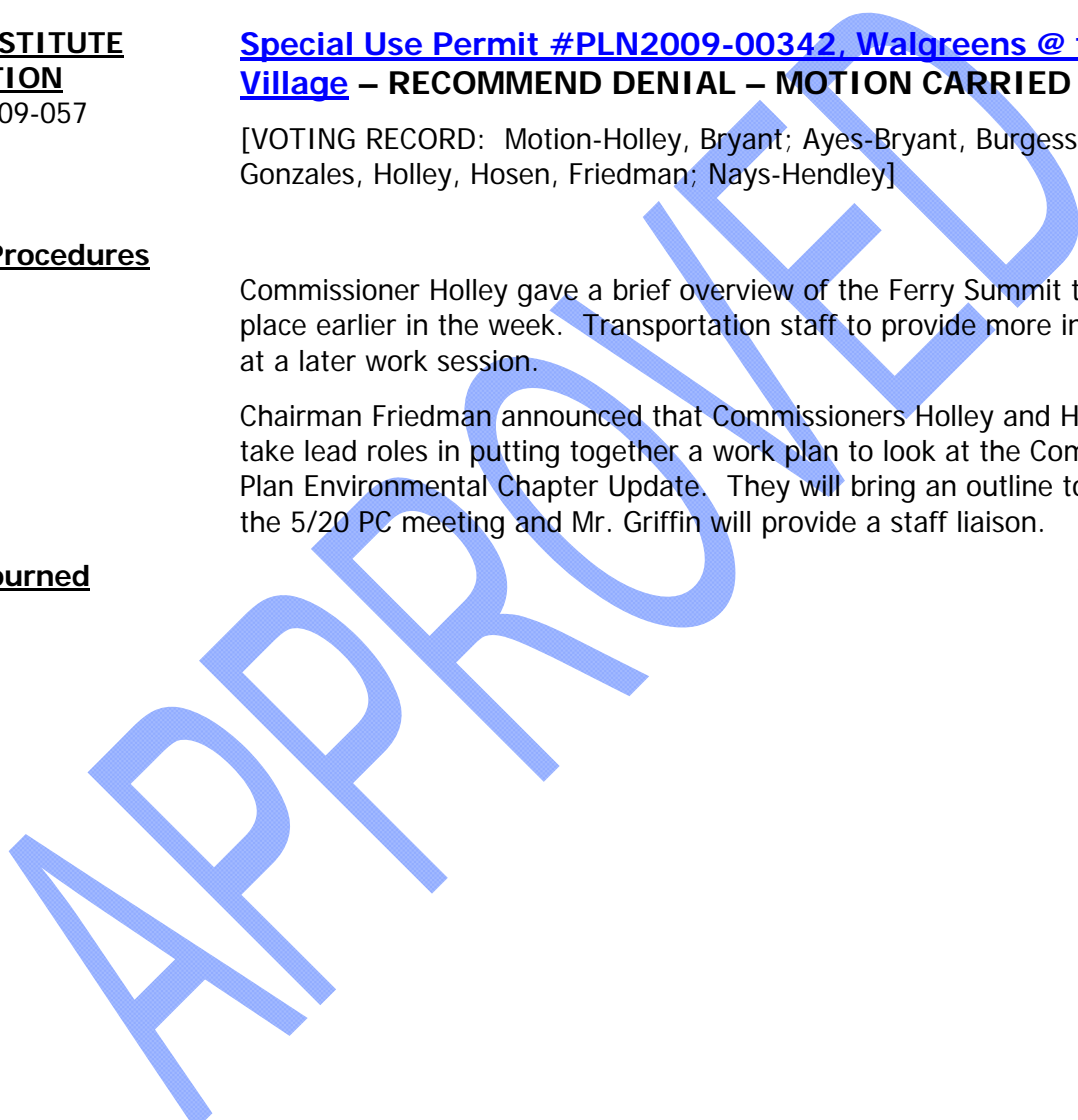 STITUTE
TION
09-057
Special Use Permit #PLN2009-00342, Walgreens @
Village – RECOMMEND DENIAL – MOTION CARRIED
[VOTING RECORD: Motion-Holley, Bryant; Ayes-Bryant, Burgess
Gonzales, Holley, Hosen, Friedman; Nays-Hendley]
Procedures
Commissioner Holley gave a brief overview of the Ferry Summit t
place earlier in the week. Transportation staff to provide more in
at a later work session.
Chairman Friedman announced that Commissioners Holley and H
take lead roles in putting together a work plan to look at the Com
Plan Environmental Chapter Update. They will bring an outline to
the 5/20 PC meeting and Mr. Griffin will provide a staff liaison.
ourned
APPROVED